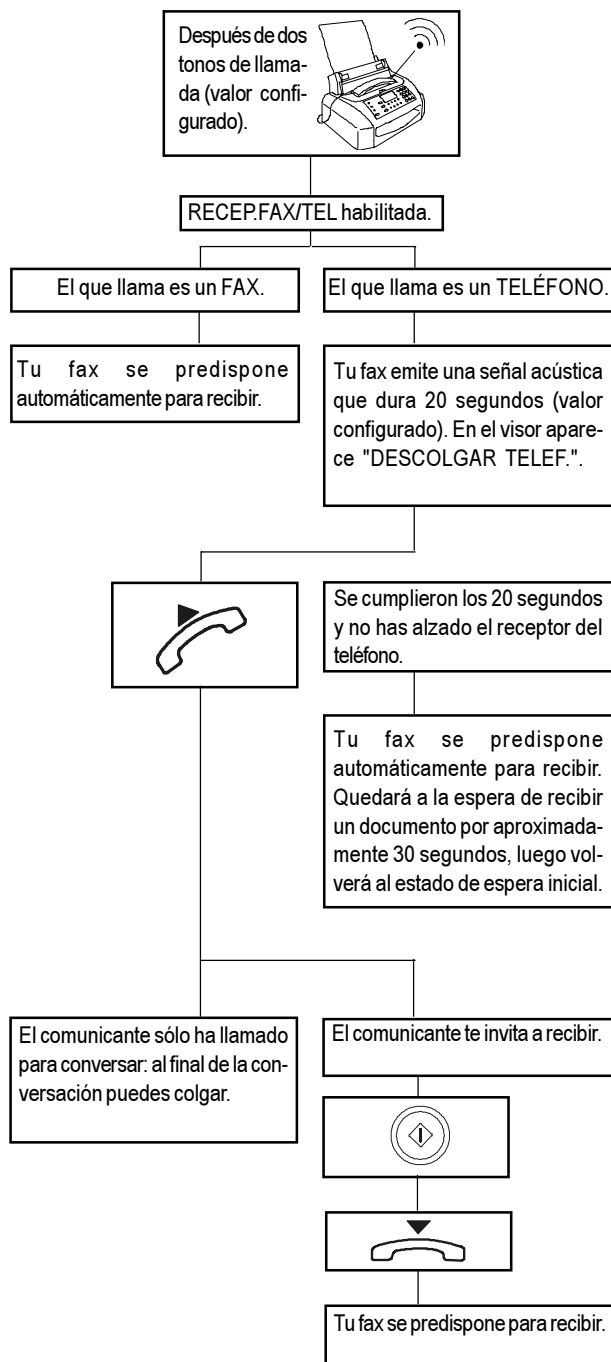 Después de dos
tonos de llama-
da (valor confi-
gurado).
RECEP.FAX/TEL habilitada.
El que llama es un FAX.
El que llama es un TELÉFONO.
Tu fax se predispone
automáticamente para recibir.
Tu fax emite una señal acústica
que dura 20 segundos (valor
configurado). En el visor apare-
ce "DESCOLGAR TELEF.".
Se cumplieron los 20 segundos
y no has alzado el receptor del
teléfono.
Tu fax se predispone
automáticamente para recibir.
Quedará a la espera de recibir
un documento por aproximada-
mente 30 segundos, luego vol-
verá al estado de espera inicial.
El comunicante sólo ha llamado
para conversar: al final de la con-
versación puedes colgar.
El comunicante te invita a recibir.
Tu fax se predispone para recibir.